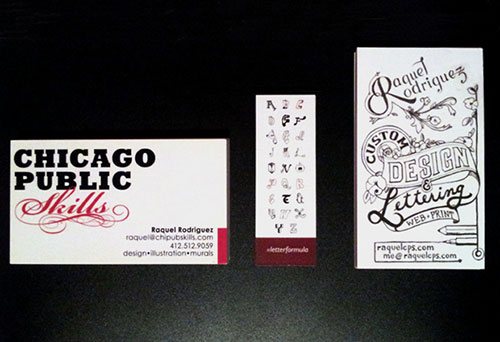 CHICAGO
PUBLIC
Skills
Raquel Rodriguez
raquel@chipubskills.com
412.512.9059
design•illustration•murals
A B C
D E F
Y Z
#letterformula
Raquel
Rodriguez
CUSTOM
DESIGN
&
Lettering
WEB + PRINT
raquelcps.com
me@raquelcps.com